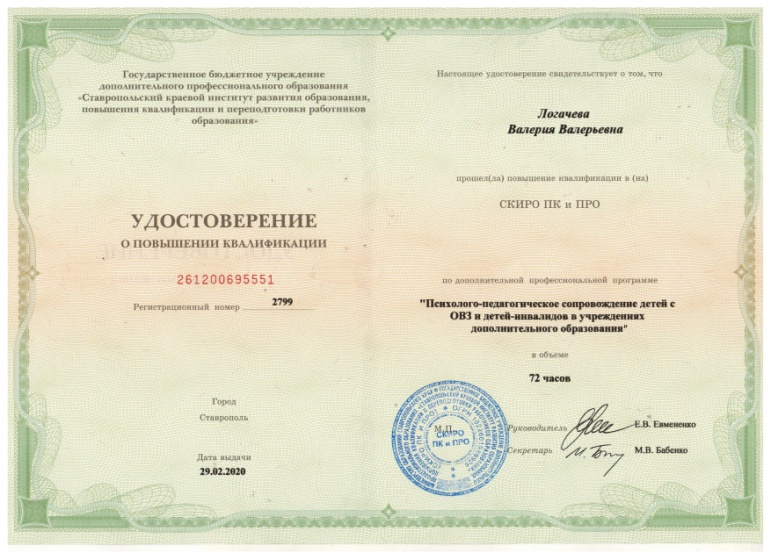 Государственное бюджетное учреждение
дополнительного профессионального образования
«Ставропольский краевой институт развития образования,
повышения квалификации и переподготовки работников
образования»
УДОСТОВЕРЕНИЕ
О ПОВЫШЕНИИ КВАЛИФИКАЦИИ
261200695551
Регистрационный номер 2799
Город
Ставрополь
Дата выдачи
29.02.2020
Настоящее удостоверение свидетельствует о том, что
Логачева
Валерия Валерьевна
прошел(ла) повышение квалификации в (на)
СКИРО ПК и ПРО
по дополнительной профессиональной программе
"Психолого-педагогическое сопровождение детей с
ОВЗ и детей-инвалидов в учреждениях
дополнительного образования"
в объеме
72 часов
М.П.
Руководитель Е.В. Евмененко
Секретарь М.В. Бабенко
СКИРО
ПК и ПРО